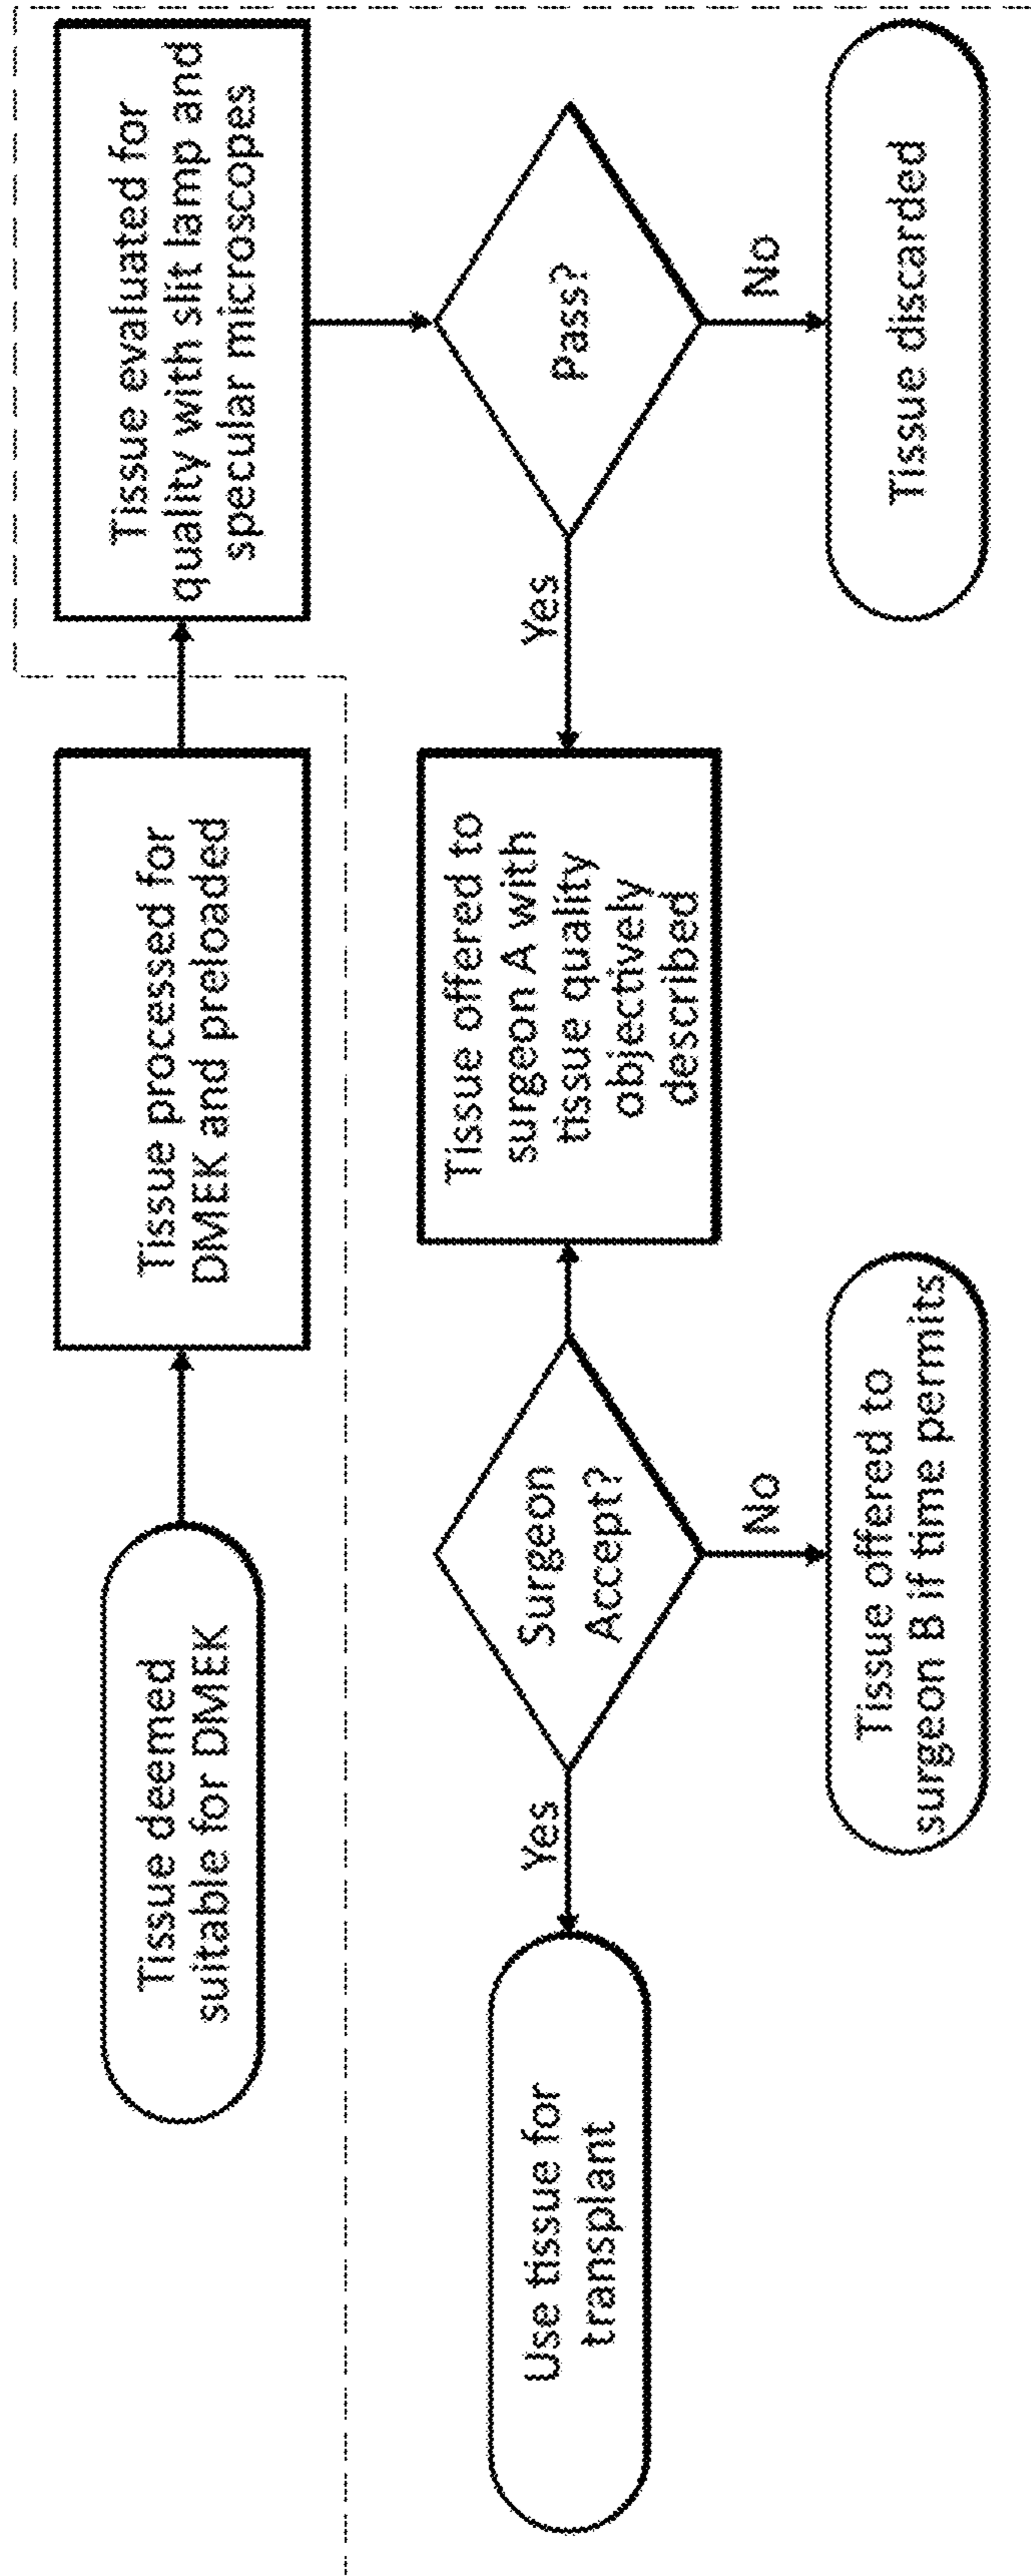 Tissue deemed
suitable for DMEK
Tissue processed for
DMEK and preloaded
Tissue evaluated for
quality with slit lamp and
specular microscopes
Pass?
No
Tissue discarded
Yes
Tissue offered to
surgeon A with
tissue quality
objectively
described
Surgeon
Accept?
No
Tissue offered to
surgeon B if time permits
Yes
Use tissue for
transplant